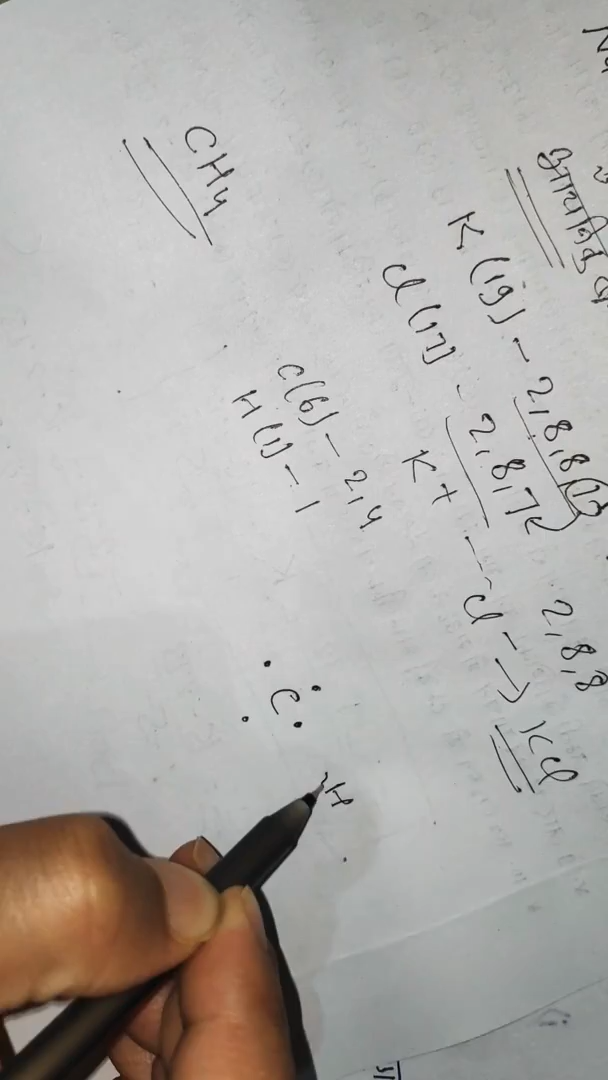 K (19) - 2,8,8,1 2,8,8
Cl (17) - 2,8,7
K+ --- Cl- → KCl
CH4
C(6) - 2,4
H(1) - 1
C
H